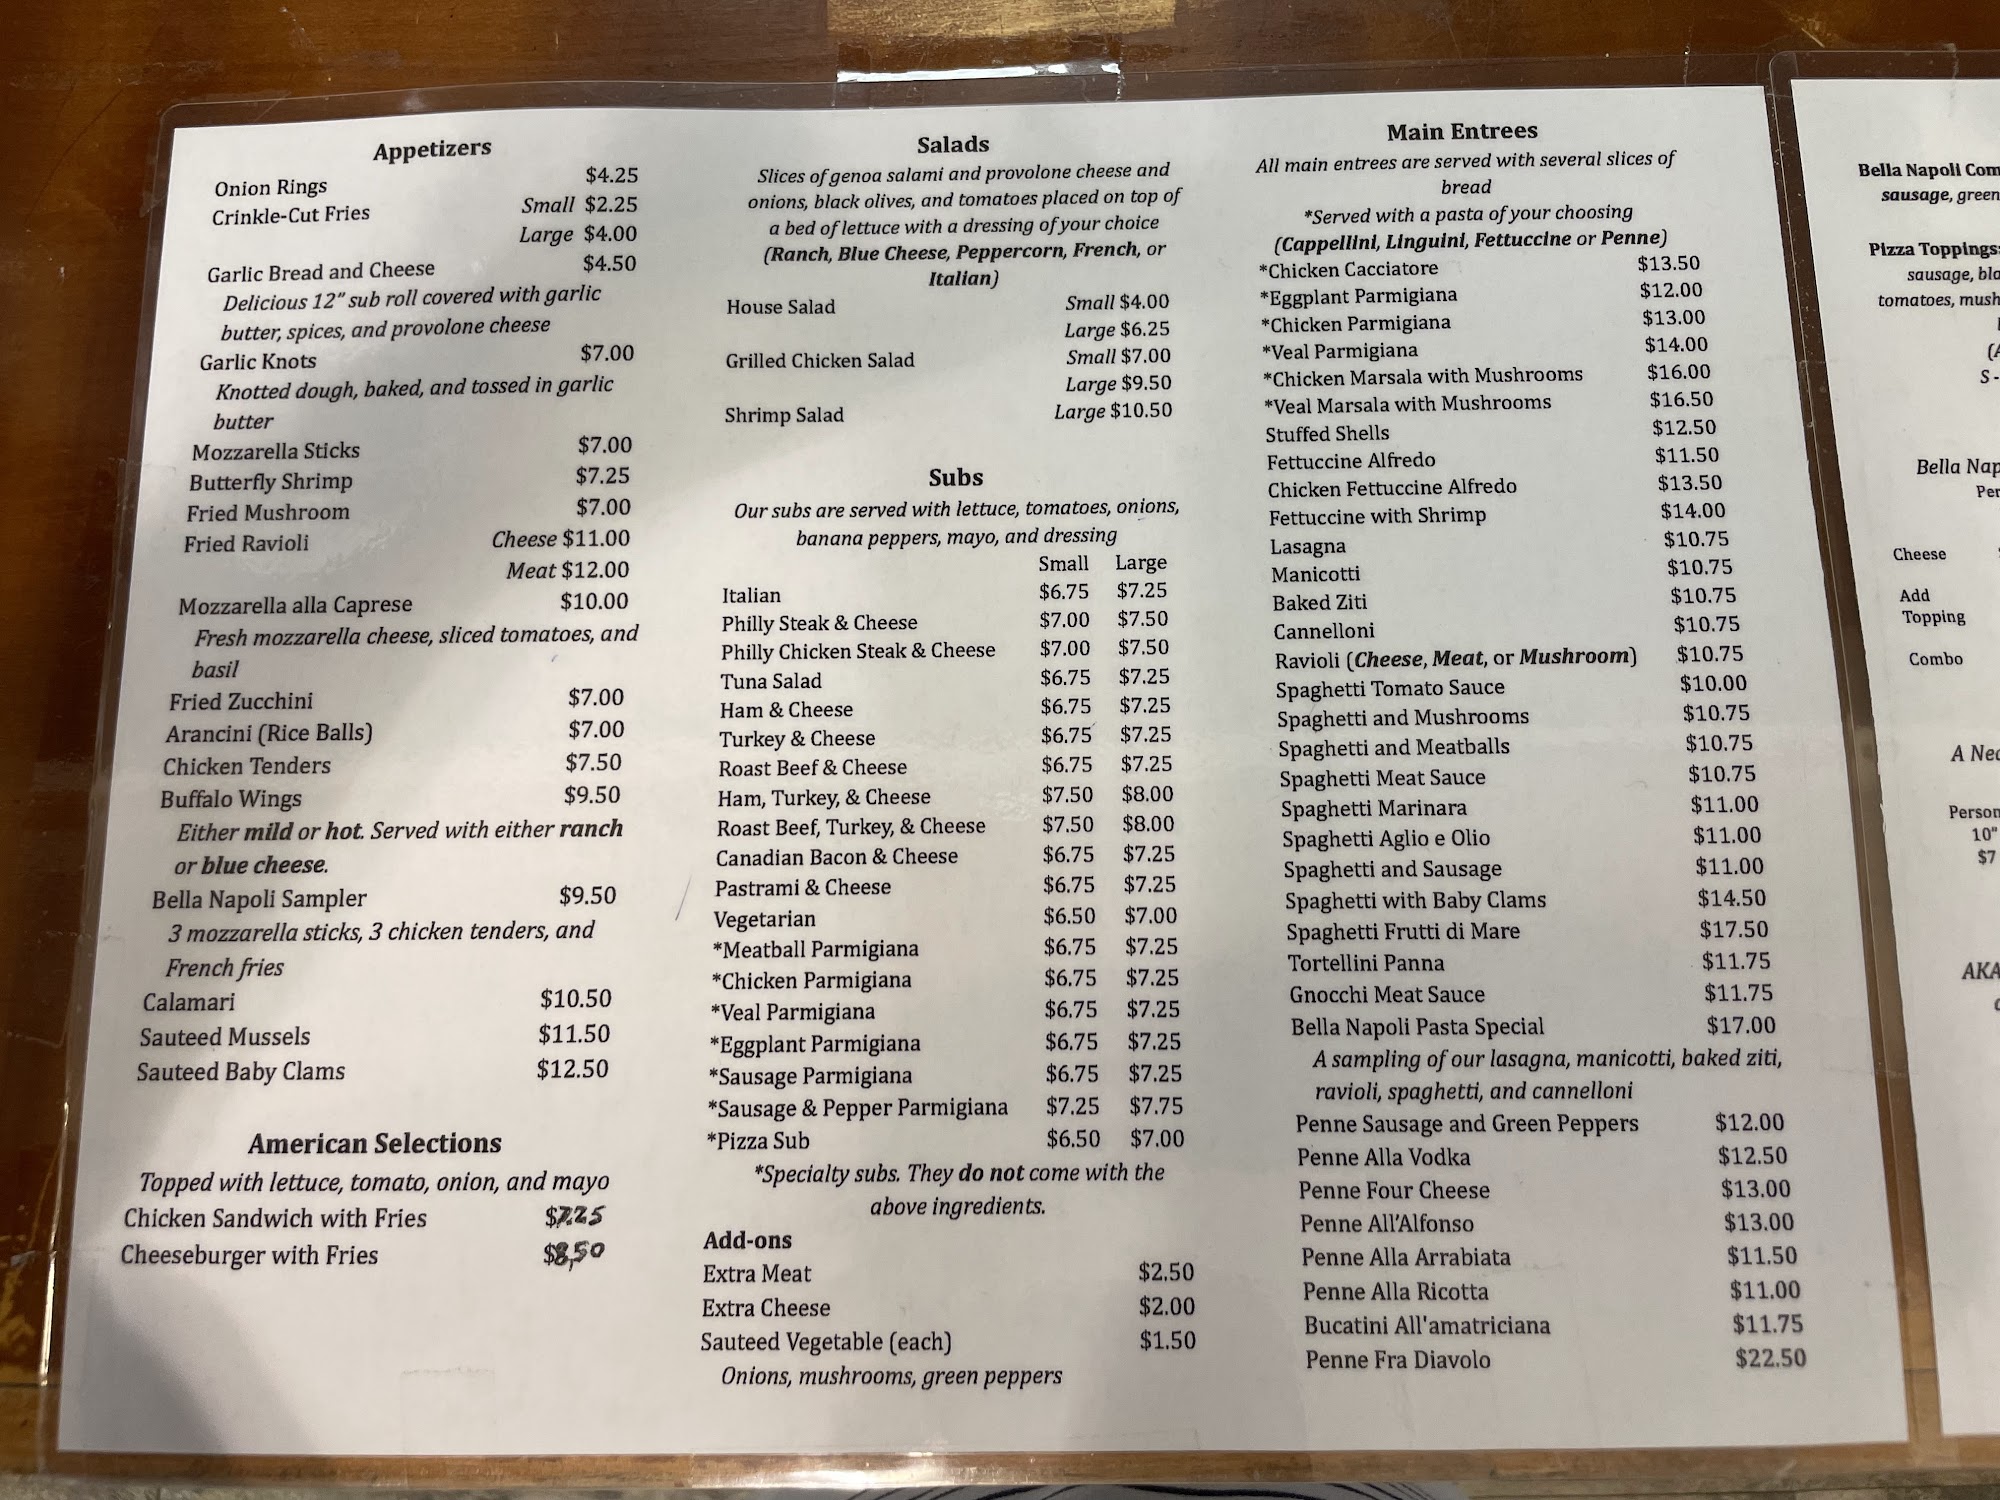 Appetizers
Onion Rings $4.25
Crinkle-Cut Fries Small $2.25
Large $4.00
Garlic Bread and Cheese $4.50
Delicious 12" sub roll covered with garlic
butter, spices, and provolone cheese
Garlic Knots $7.00
Knotted dough, baked, and tossed in garlic
butter
Mozzarella Sticks $7.00
Butterfly Shrimp $7.25
Fried Mushroom $7.00
Fried Ravioli Cheese $11.00
Meat $12.00
Mozzarella alla Caprese $10.00
Fresh mozzarella cheese, sliced tomatoes, and
basil
Fried Zucchini $7.00
Arancini (Rice Balls) $7.00
Chicken Tenders $7.50
Buffalo Wings $9.50
Either mild or hot. Served with either ranch
or blue cheese.
Bella Napoli Sampler $9.50
3 mozzarella sticks, 3 chicken tenders, and
French fries
Calamari $10.50
Sauteed Mussels $11.50
Sauteed Baby Clams $12.50
American Selections
Topped with lettuce, tomato, onion, and mayo
Chicken Sandwich with Fries $7.25
Cheeseburger with Fries $8,50
Salads
Slices of genoa salami and provolone cheese and
onions, black olives, and tomatoes placed on top of
a bed of lettuce with a dressing of your choice
(Ranch, Blue Cheese, Peppercorn, French, or
Italian)
House Salad Small $4.00
Large $6.25
Grilled Chicken Salad Small $7.00
Large $9.50
Shrimp Salad Large $10.50
Subs
Our subs are served with lettuce, tomatoes, onions,
banana peppers, mayo, and dressing
Small Large
Italian $6.75 $7.25
Philly Steak & Cheese $7.00 $7.50
Philly Chicken Steak & Cheese $7.00 $7.50
Tuna Salad $6.75 $7.25
Ham & Cheese $6.75 $7.25
Turkey & Cheese $6.75 $7.25
Roast Beef & Cheese $6.75 $7.25
Ham, Turkey, & Cheese $7.50 $8.00
Roast Beef, Turkey, & Cheese $7.50 $8.00
Canadian Bacon & Cheese $6.75 $7.25
Pastrami & Cheese $6.75 $7.25
Vegetarian $6.50 $7.00
*Meatball Parmigiana $6.75 $7.25
*Chicken Parmigiana $6.75 $7.25
*Veal Parmigiana $6.75 $7.25
*Eggplant Parmigiana $6.75 $7.25
*Sausage Parmigiana $6.75 $7.25
*Sausage & Pepper Parmigiana $7.25 $7.75
*Pizza Sub $6.50 $7.00
*Specialty subs. They do not come with the
above ingredients.
Add-ons
Extra Meat $2.50
Extra Cheese $2.00
Sauteed Vegetable (each) $1.50
Onions, mushrooms, green peppers
Main Entrees
All main entrees are served with several slices of
bread
*Served with a pasta of your choosing
(Cappellini, Linguini, Fettuccine or Penne)
*Chicken Cacciatore $13.50
*Eggplant Parmigiana $12.00
*Chicken Parmigiana $13.00
*Veal Parmigiana $14.00
*Chicken Marsala with Mushrooms $16.00
*Veal Marsala with Mushrooms $16.50
Stuffed Shells $12.50
Fettuccine Alfredo $11.50
Chicken Fettuccine Alfredo $13.50
Fettuccine with Shrimp $14.00
Lasagna $10.75
Manicotti $10.75
Baked Ziti $10.75
Cannelloni $10.75
Ravioli (Cheese, Meat, or Mushroom) $10.75
Spaghetti Tomato Sauce $10.00
Spaghetti and Mushrooms $10.75
Spaghetti and Meatballs $10.75
Spaghetti Meat Sauce $10.75
Spaghetti Marinara $11.00
Spaghetti Aglio e Olio $11.00
Spaghetti and Sausage $11.00
Spaghetti with Baby Clams $14.50
Spaghetti Frutti di Mare $17.50
Tortellini Panna $11.75
Gnocchi Meat Sauce $11.75
Bella Napoli Pasta Special $17.00
A sampling of our lasagna, manicotti, baked ziti,
ravioli, spaghetti, and cannelloni
Penne Sausage and Green Peppers $12.00
Penne Alla Vodka $12.50
Penne Four Cheese $13.00
Penne All'Alfonso $13.00
Penne Alla Arrabiata $11.50
Penne Alla Ricotta $11.00
Bucatini All'amatriciana $11.75
Penne Fra Diavolo $22.50
Bella Napoli Com
sausage, green
Pizza Toppings:
sausage, bla
tomatoes, mush
(A
S -
Bella Nap
Per
Cheese
Add
Topping
Combo
A Nea
Person
10"
$7
AKA